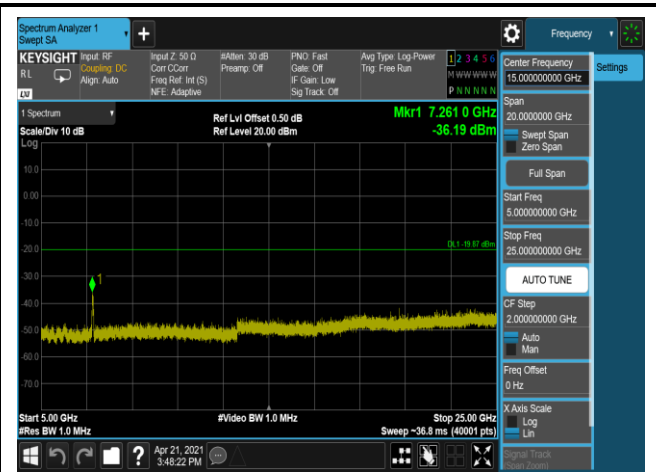 Spectrum Analyzer 1
Swept SA
Frequency
KEYSIGHT
RL
LXI
Input: RF
Coupling: DC
Align: Auto
Input Z: 50 Ω
Corr CCorr
Freq Ref: Int (S)
NFE: Adaptive
#Atten: 30 dB
Preamp: Off
PNO: Fast
Gate: Off
IF Gain: Low
Sig Track: Off
Avg Type: Log-Power
Trig: Free Run
1 2 3 4 5 6
M W W W W W
P N N N N N
Center Frequency
15.000000000 GHz
Settings
1 Spectrum
Scale/Div 10 dB
Log
Ref Lvl Offset 0.50 dB
Ref Level 20.00 dBm
Mkr1 7.261 0 GHz
-36.19 dBm
10.0
0.00
-10.0
-20.0
-30.0
-40.0
-50.0
-60.0
-70.0
DL1 -19.87 dBm
1
Start 5.00 GHz
#Res BW 1.0 MHz
#Video BW 1.0 MHz
Stop 25.00 GHz
Sweep ~36.8 ms (40001 pts)
Span
20.0000000 GHz
Swept Span
Zero Span
Full Span
Start Freq
5.000000000 GHz
Stop Freq
25.00000000 GHz
AUTO TUNE
CF Step
2.000000000 GHz
Auto
Man
Freq Offset
0 Hz
X Axis Scale
Log
Lin
Signal Track
(Span Zoom)
?
Apr 21, 2021
3:48:22 PM